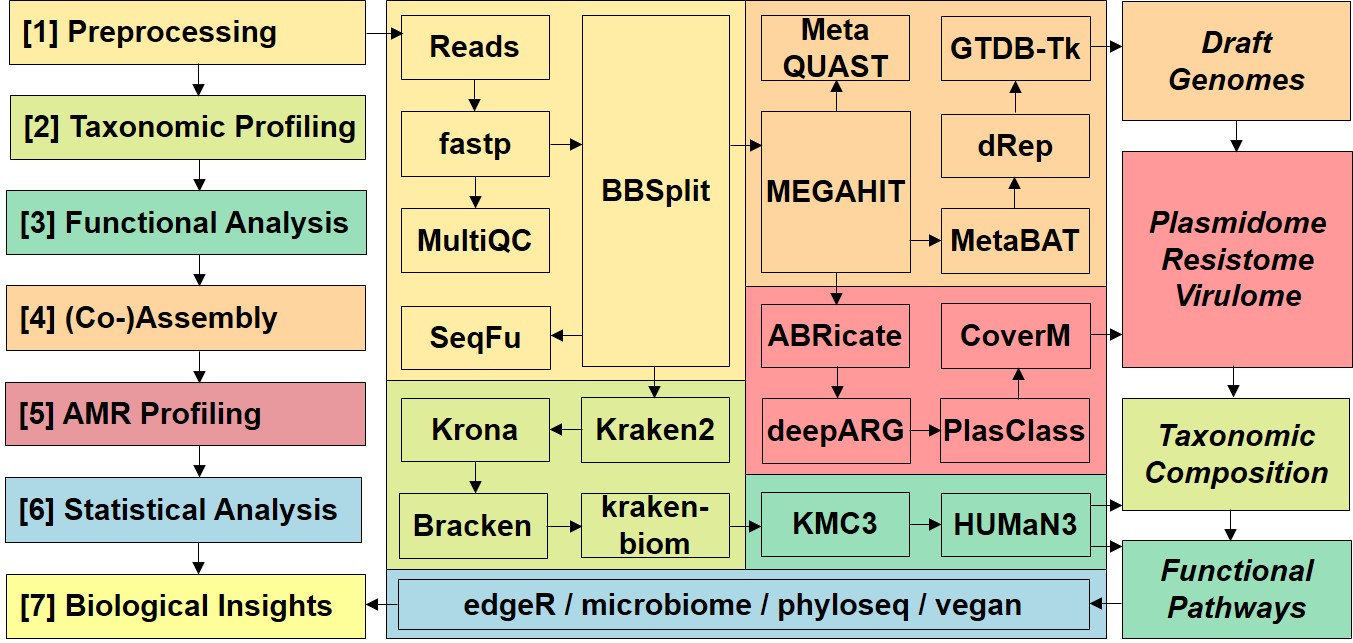 [1] Preprocessing
[2] Taxonomic Profiling
[3] Functional Analysis
[4] (Co-)Assembly
[5] AMR Profiling
[6] Statistical Analysis
[7] Biological Insights
Reads
fastp
MultiQC
SeqFu
BBSplit
Krona
Kraken2
Bracken
kraken-
biom
Meta
QUAST
GTDB-Tk
MEGAHIT
dRep
MetaBAT
ABRicate
CoverM
deepARG
PlasClass
KMC3
HUMaN3
edgeR / microbiome / phyloseq / vegan
Draft
Genomes
Plasmidome
Resistome
Virulome
Taxonomic
Composition
Functional
Pathways